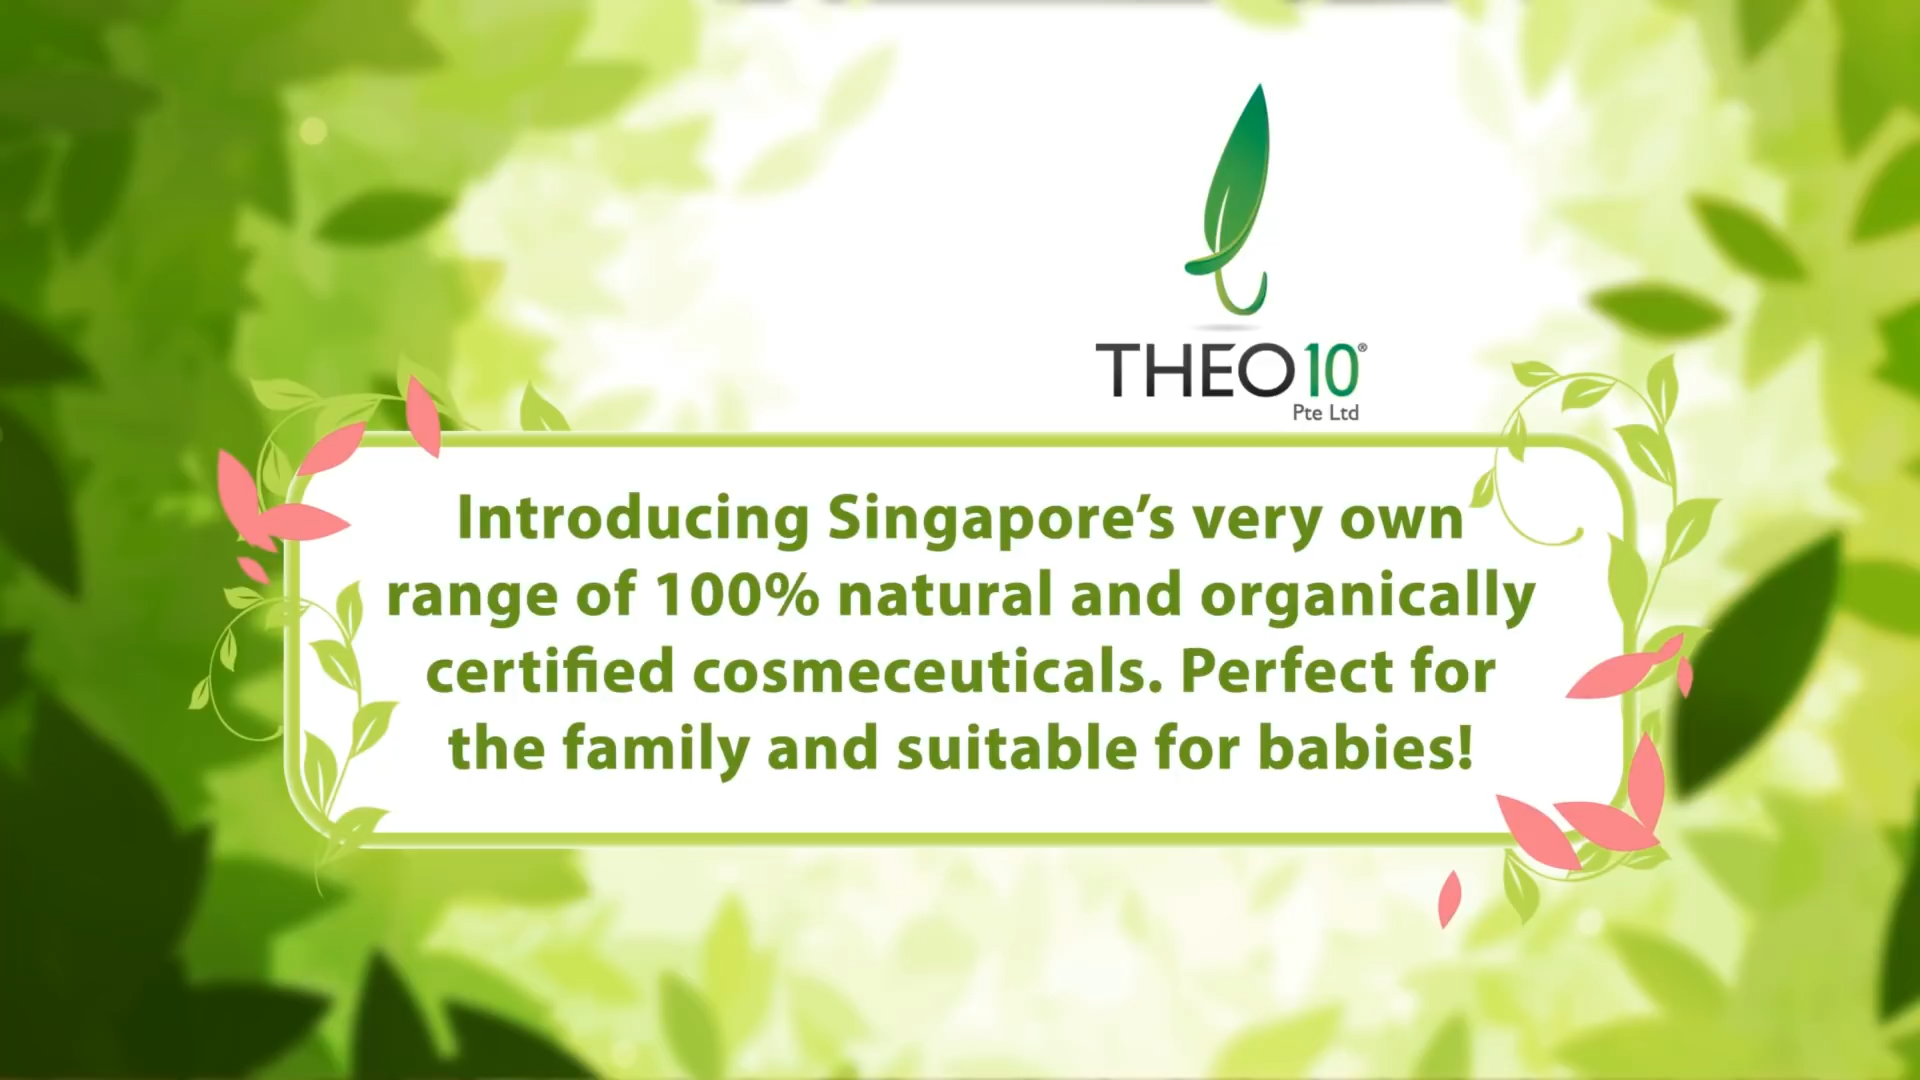 THEO10®
Pte Ltd
Introducing Singapore’s very own
range of 100% natural and organically
certified cosmeceuticals. Perfect for
the family and suitable for babies!